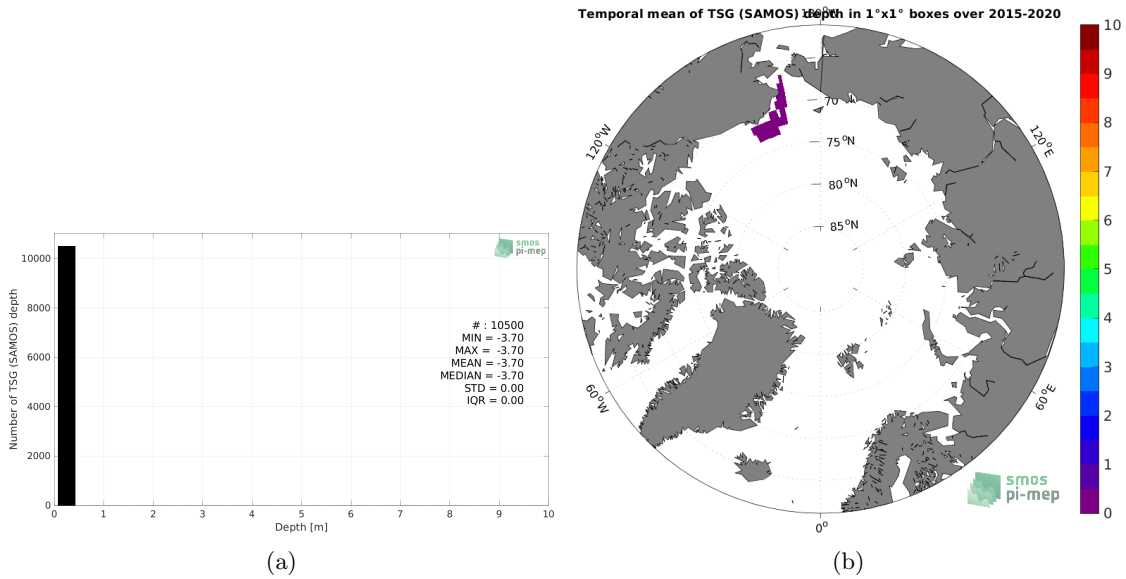 Temporal mean of TSG (SAMOS) depth in 1°x1° boxes over 2015-2020
smos
pi-mep
Number of TSG (SAMOS) depth
10000
8000
6000
4000
2000
0
# : 10500
MIN = -3.70
MAX = -3.70
MEAN = -3.70
MEDIAN = -3.70
STD = 0.00
IQR = 0.00
0 1 2 3 4 5 6 7 8 9 10
Depth [m]
(a)
120°W
120°E
60°W
60°E
0°
70
75°N
80°N
85°N
smos
pi-mep
10
9
8
7
6
5
4
3
2
1
0
(b)